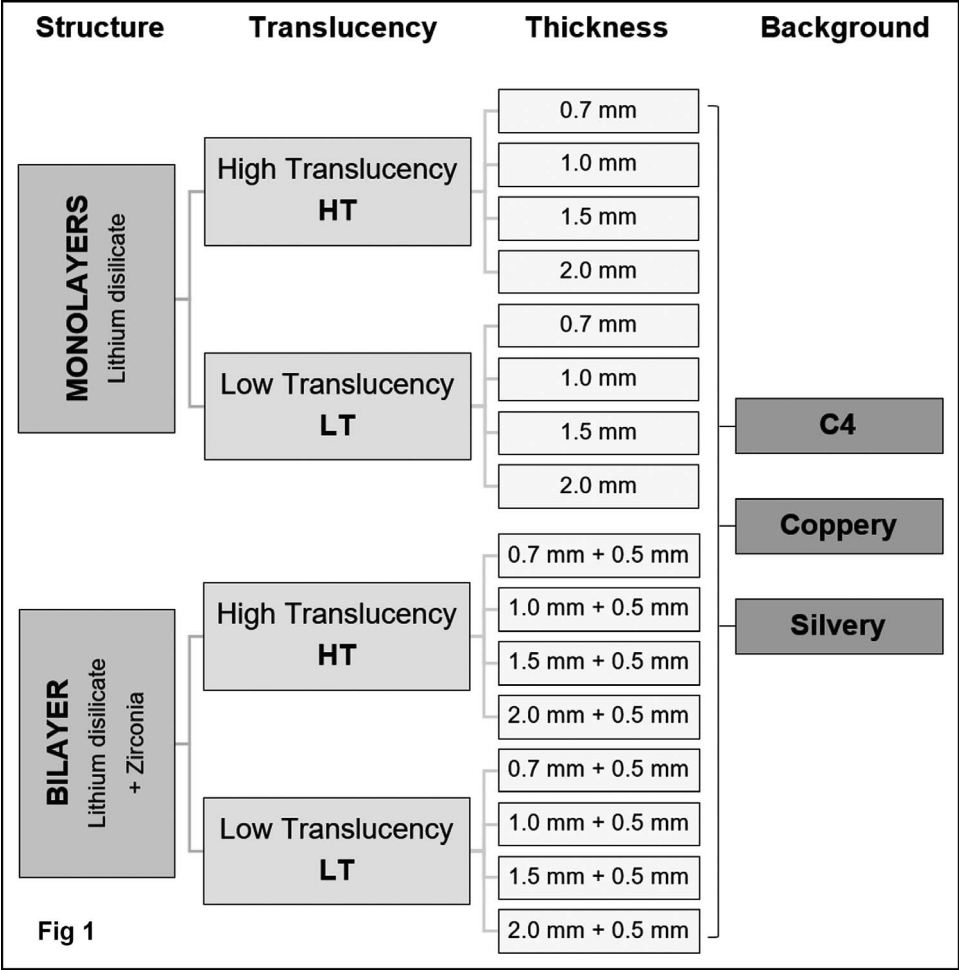 Structure Translucency Thickness Background
MONOLAYERS
Lithium disilicate
High Translucency
HT
0.7 mm
1.0 mm
1.5 mm
2.0 mm
Low Translucency
LT
0.7 mm
1.0 mm
1.5 mm
2.0 mm
BILAYER
Lithium disilicate
+ Zirconia
High Translucency
HT
0.7 mm + 0.5 mm
1.0 mm + 0.5 mm
1.5 mm + 0.5 mm
2.0 mm + 0.5 mm
Low Translucency
LT
0.7 mm + 0.5 mm
1.0 mm + 0.5 mm
1.5 mm + 0.5 mm
2.0 mm + 0.5 mm
C4
Coppery
Silvery
Fig 1